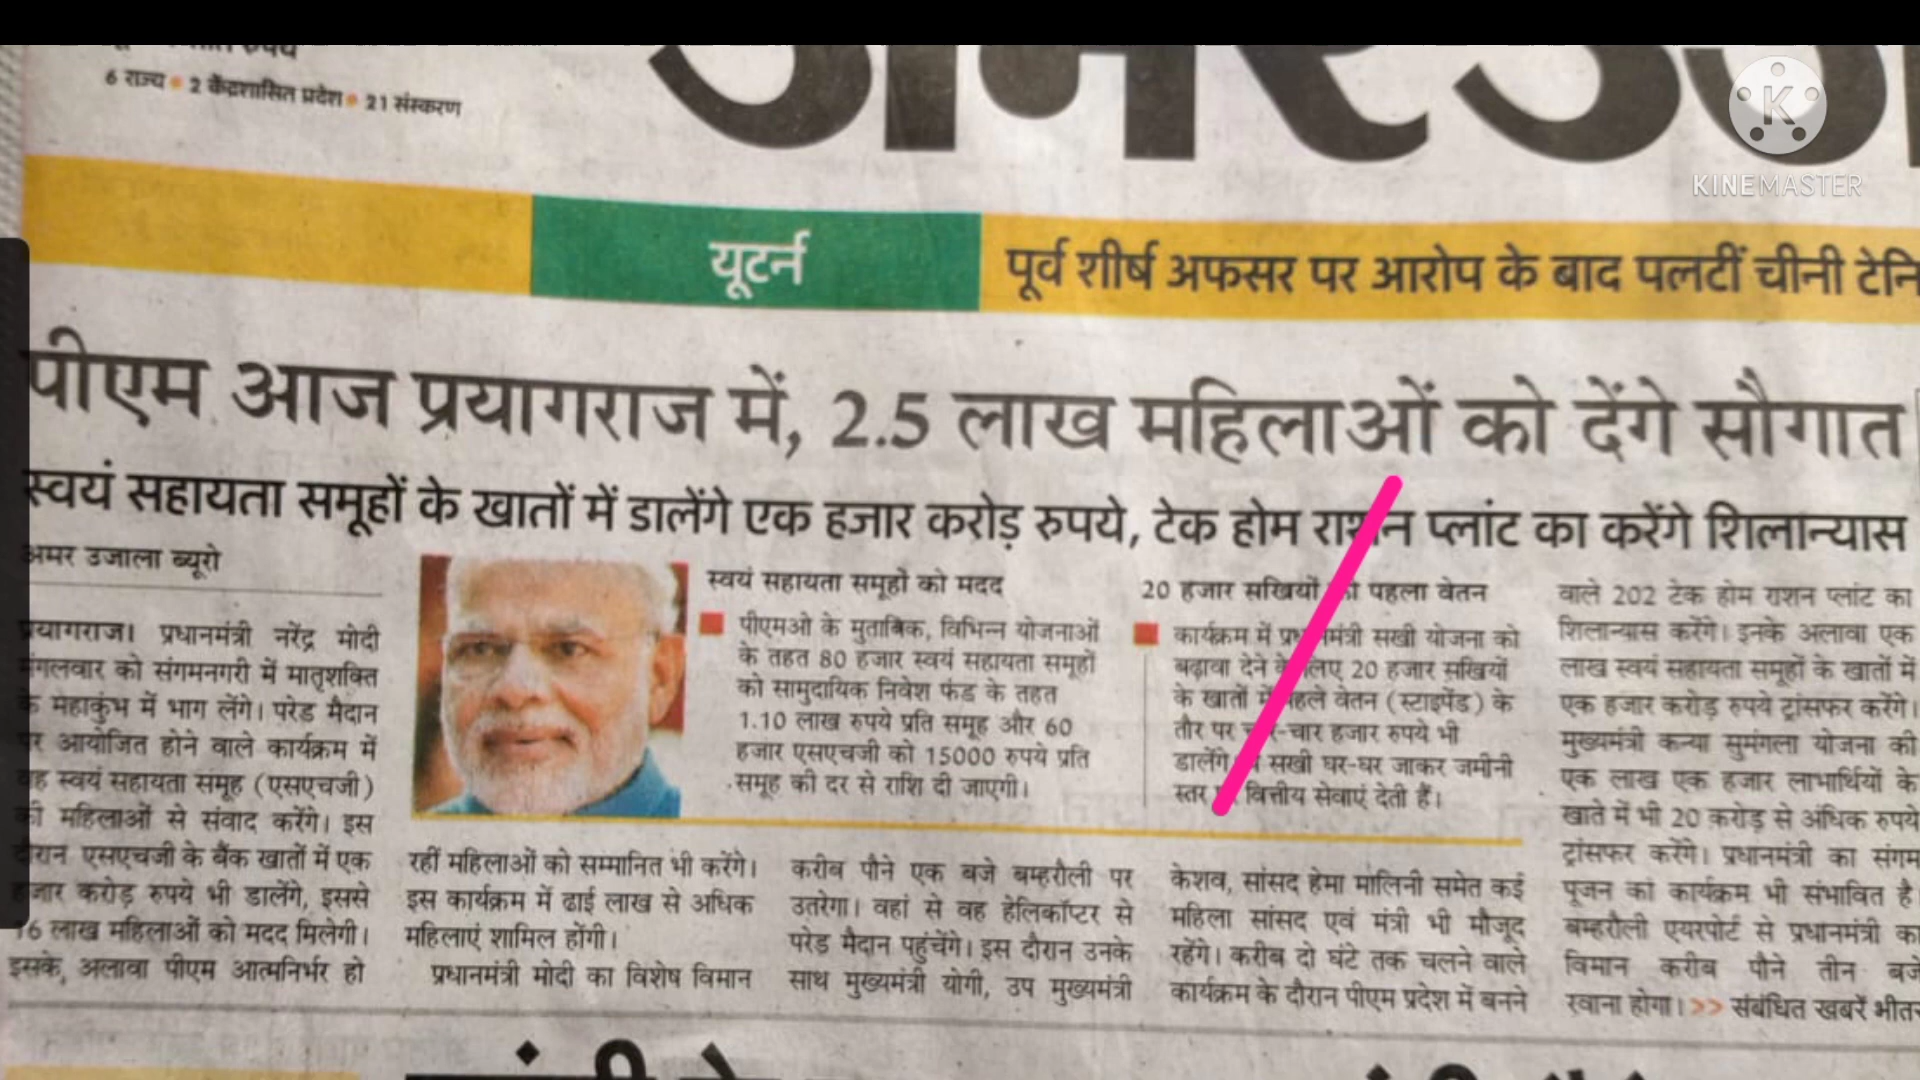 6 राज्य • 2 केंद्रशासित प्रदेश • 21 संस्करण
KINEMASTER
यूटर्न
पूर्व शीर्ष अफसर पर आरोप के बाद पलटीं चीनी टेनि
पीएम आज प्रयागराज में, 2.5 लाख महिलाओं को देंगे सौगात
स्वयं सहायता समूहों के खातों में डालेंगे एक हजार करोड़ रुपये, टेक होम राशन प्लांट का करेंगे शिलान्यास
अमर उजाला ब्यूरो
प्रयागराज। प्रधानमंत्री नरेंद्र मोदी
मंगलवार को संगमनगरी में मातृशक्ति
के महाकुंभ में भाग लेंगे। परेड मैदान
पर आयोजित होने वाले कार्यक्रम में
वह स्वयं सहायता समूह (एसएचजी)
की महिलाओं से संवाद करेंगे। इस
दौरान एसएचजी के बैंक खातों में एक
हजार करोड़ रुपये भी डालेंगे, इससे
16 लाख महिलाओं को मदद मिलेगी।
इसके, अलावा पीएम आत्मनिर्भर हो
स्वयं सहायता समूहों को मदद
पीएमओ के मुताबिक, विभिन्न योजनाओं
के तहत 80 हजार स्वयं सहायता समूहों
को सामुदायिक निवेश फंड के तहत
1.10 लाख रुपये प्रति समूह और 60
हजार एसएचजी को 15000 रुपये प्रति
समूह की दर से राशि दी जाएगी।
20 हजार सखियों पहला वेतन
कार्यक्रम में सखी योजना को
बढ़ावा देने के लिए 20 हजार सखियों
के खातों में पहले वेतन (स्टाइपेंड) के
तौर पर चार-चार हजार रुपये भी
डालेंगे सखी घर-घर जाकर जमीनी
स्तर वित्तीय सेवाएं देती हैं।
रहीं महिलाओं को सम्मानित भी करेंगे।
इस कार्यक्रम में ढाई लाख से अधिक
महिलाएं शामिल होंगी।
प्रधानमंत्री मोदी का विशेष विमान
करीब पौने एक बजे बम्हरौली पर
उतरेगा। वहां से वह हेलिकॉप्टर से
परेड मैदान पहुंचेंगे। इस दौरान उनके
साथ मुख्यमंत्री योगी, उप मुख्यमंत्री
केशव, सांसद हेमा मालिनी समेत कई
महिला सांसद एवं मंत्री भी मौजूद
रहेंगे। करीब दो घंटे तक चलने वाले
कार्यक्रम के दौरान पीएम प्रदेश में बनने
वाले 202 टेक होम राशन प्लांट का
शिलान्यास करेंगे। इनके अलावा एक
लाख स्वयं सहायता समूहों के खातों में
एक हजार करोड़ रुपये ट्रांसफर करेंगे।
मुख्यमंत्री कन्या सुमंगला योजना की
एक लाख एक हजार लाभार्थियों के
खाते में भी 20 करोड़ से अधिक रुपये
ट्रांसफर करेंगे। प्रधानमंत्री का संगम
पूजन का कार्यक्रम भी संभावित है।
बम्हरौली एयरपोर्ट से प्रधानमंत्री का
विमान करीब पौने तीन बजे
रवाना होगा। >> संबंधित खबरें भीतर